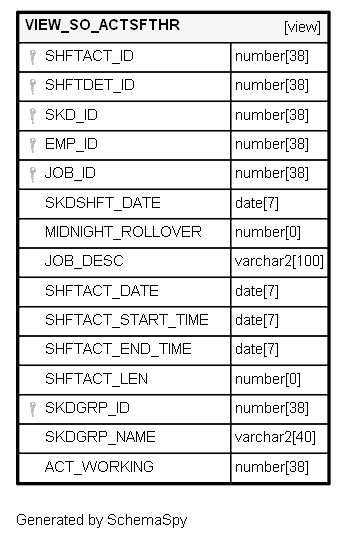 VIEW_SO_ACTSFTHR [view]
SHFTACT_ID number[38]
SHFTDET_ID number[38]
SKD_ID number[38]
EMP_ID number[38]
JOB_ID number[38]
SKDSHFT_DATE date[7]
MIDNIGHT_ROLLOVER number[0]
JOB_DESC varchar2[100]
SHFTACT_DATE date[7]
SHFTACT_START_TIME date[7]
SHFTACT_END_TIME date[7]
SHFTACT_LEN number[0]
SKDGRP_ID number[38]
SKDGRP_NAME varchar2[40]
ACT_WORKING number[38]
Generated by SchemaSpy